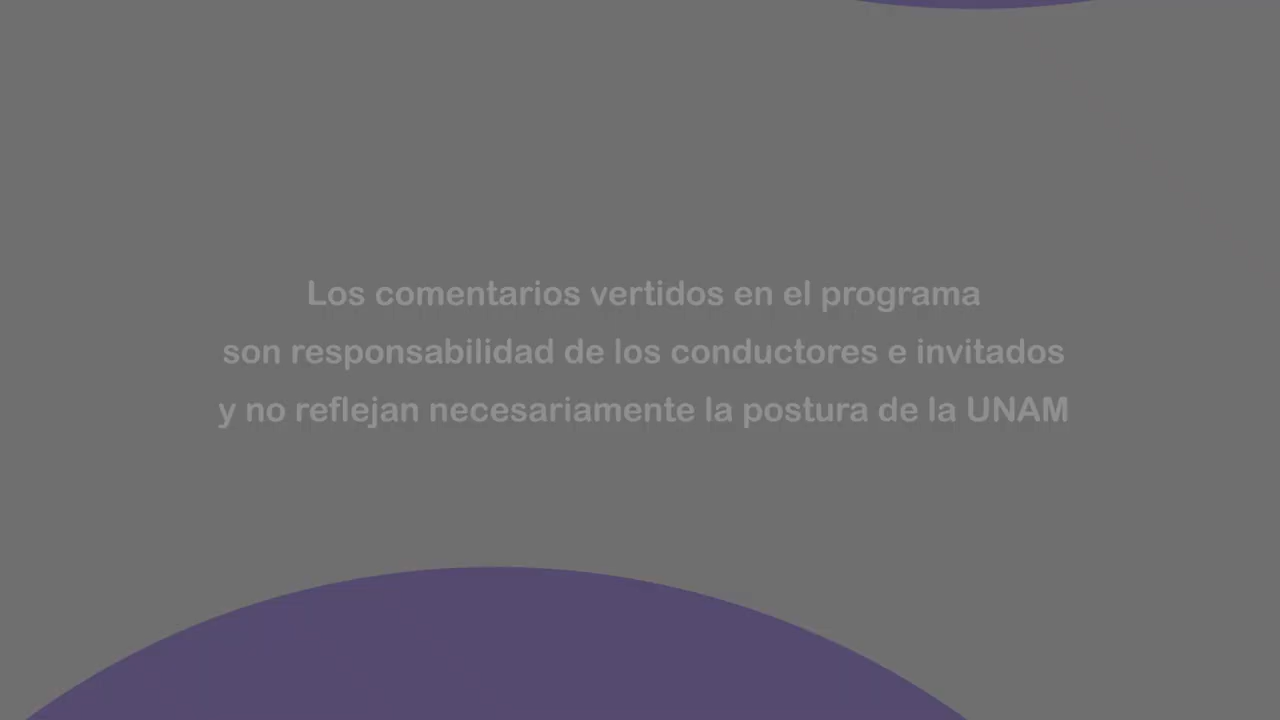 Los comentarios vertidos en el programa
son responsabilidad de los conductores e invitados
y no reflejan necesariamente la postura de la UNAM